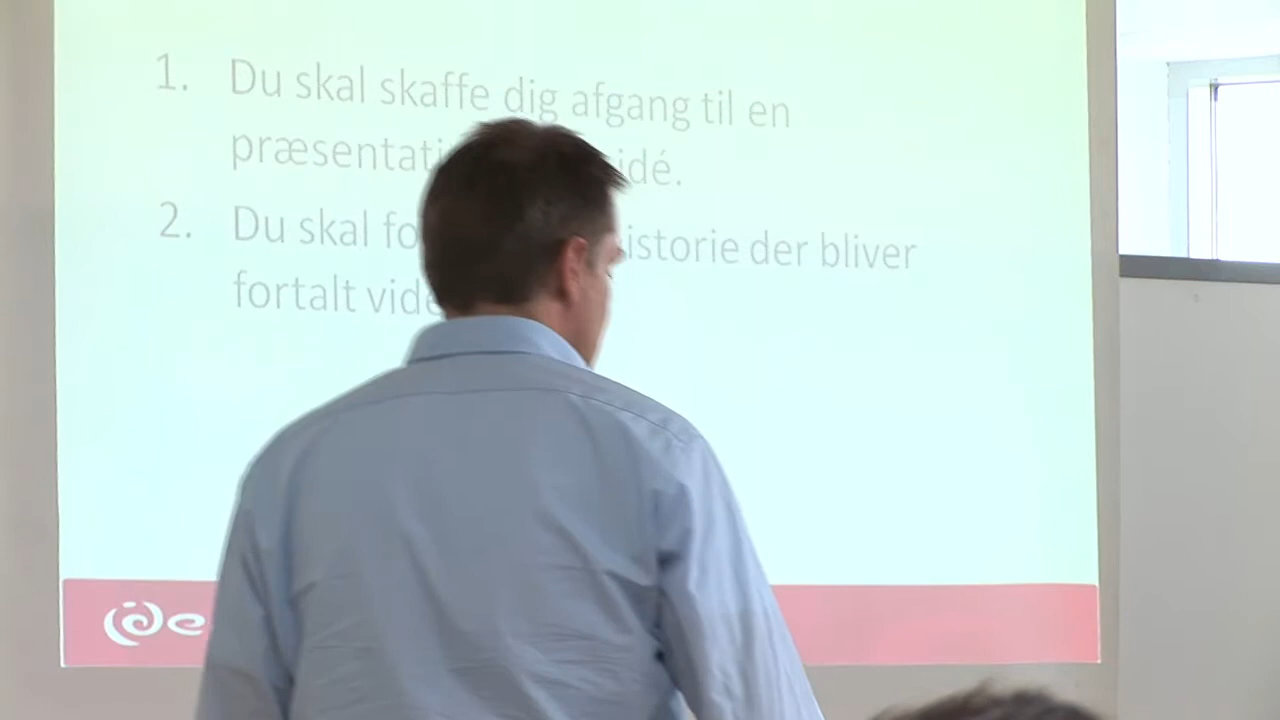 1. Du skal skaffe dig afgang til en
præsentati idé.
2. Du skal fo istorie der bliver
fortalt vide
de